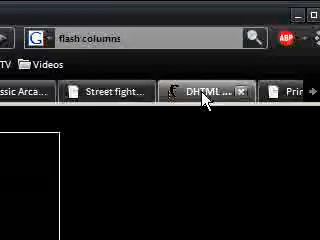 G flash columns ABP
TV Videos
ssic Arca... Street fight... DHTML ... Prin